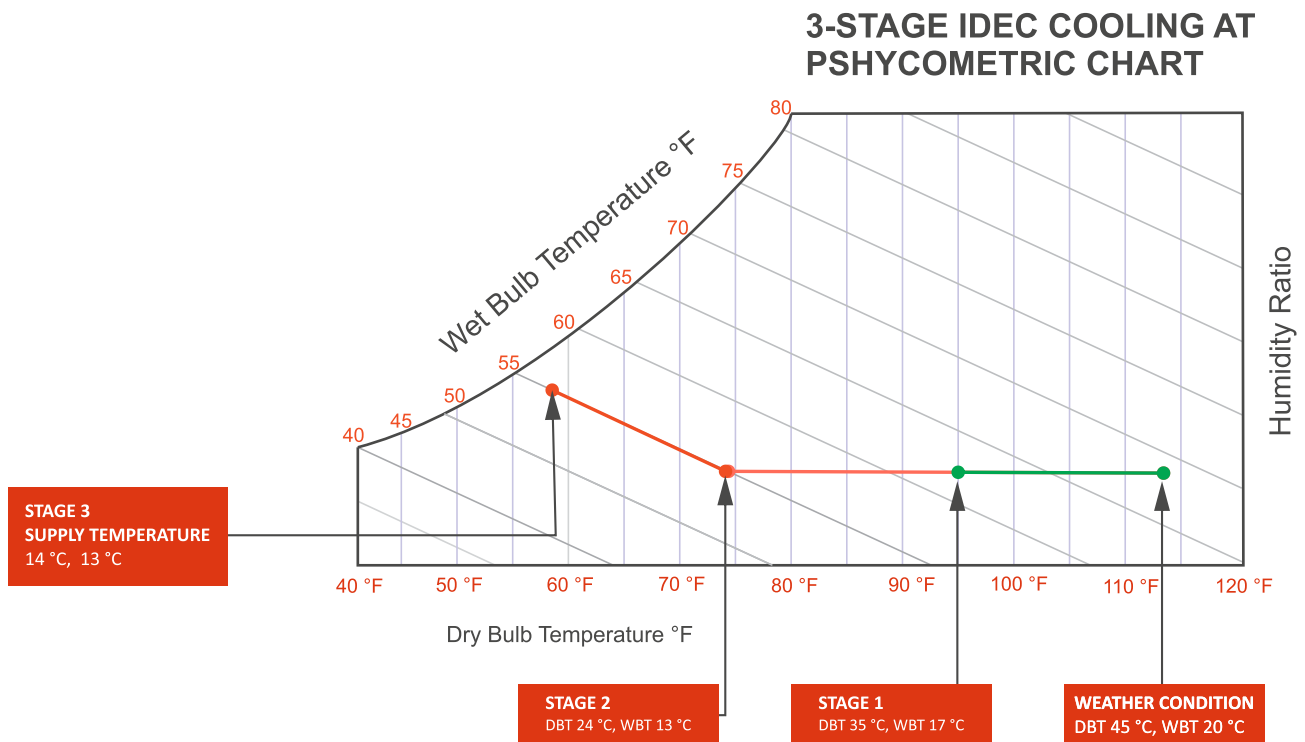 3-STAGE IDEC COOLING AT
PSHYCOMETRIC CHART
80
75
70
65
60
55
50
45
40
Wet Bulb Temperature °F
Humidity Ratio
STAGE 3
SUPPLY TEMPERATURE
14 °C, 13 °C
40 °F 50 °F 60 °F 70 °F 80 °F 90 °F 100 °F 110 °F 120 °F
Dry Bulb Temperature °F
STAGE 2
DBT 24 °C, WBT 13 °C
STAGE 1
DBT 35 °C, WBT 17 °C
WEATHER CONDITION
DBT 45 °C, WBT 20 °C